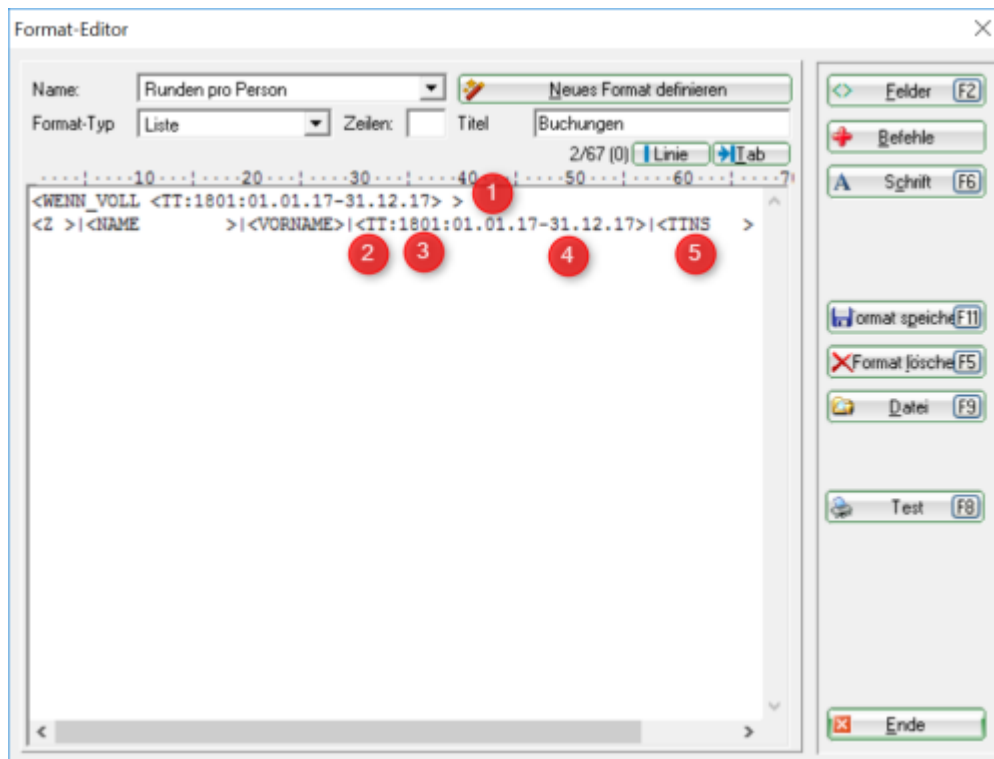 Format-Editor
Name: Runden pro Person Neues Format definieren
Format-Typ Liste Zeilen: Titel Buchungen
2/67 (0) Linie Tab
····¦····10···¦····20···¦····30···¦····40···¦····50···¦····60···¦····7
<WENN_VOLL <TT:1801:01.01.17-31.12.17> > 1
<Z >|<NAME >|<VORNAME>|<TT:1801:01.01.17-31.12.17>|<TTNS >
2 3 4 5
Felder F2
Befehle
Schrift F6
Format speiche F11
Format lösche F5
Datei F9
Test F8
Ende